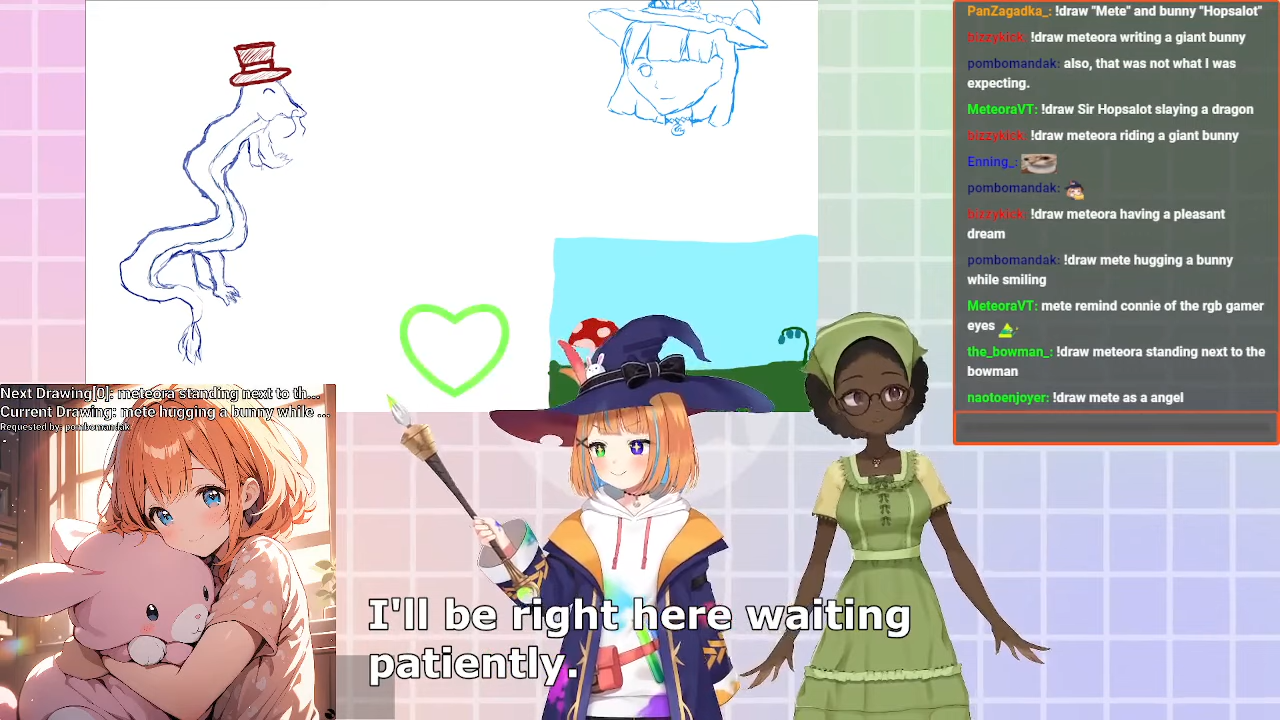 PanZagadka_: !draw "Mete" and bunny "Hopsalot"
bizzykick: !draw meteora writing a giant bunny
pombomandak: also, that was not what I was
expecting.
MeteoraVT: !draw Sir Hopsalot slaying a dragon
bizzykick: !draw meteora riding a giant bunny
Enning_:
pombomandak:
bizzykick: !draw meteora having a pleasant
dream
pombomandak: !draw mete hugging a bunny
while smiling
MeteoraVT: mete remind connie of the rgb gamer
eyes
the_bowman_: !draw meteora standing next to the
bowman
naotoenjoyer: !draw mete as a angel
Next Drawing[0]: meteora standing next to th...
Current Drawing: mete hugging a bunny while ...
Requested by: pombomandak
I'll be right here waiting
patiently.